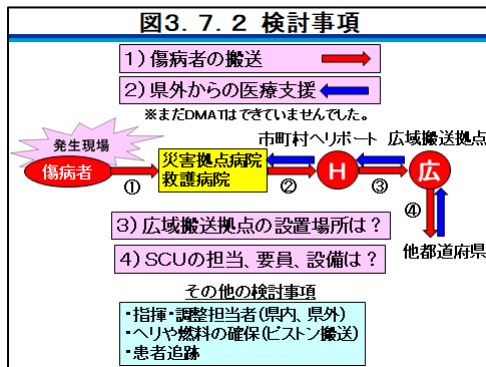 図3.7.2 検討事項
1)傷病者の搬送
2)県外からの医療支援
※まだDMATはできていませんでした。
市町村ヘリポート 広域搬送拠点
発生現場
傷病者
①
災害拠点病院
救護病院
②
H
③
広
④
他都道府県
3)広域搬送拠点の設置場所は?
4)SCUの担当、要員、設備は?
その他の検討事項
・指揮・調整担当者(県内、県外)
・ヘリや燃料の確保(ピストン搬送)
・患者追跡